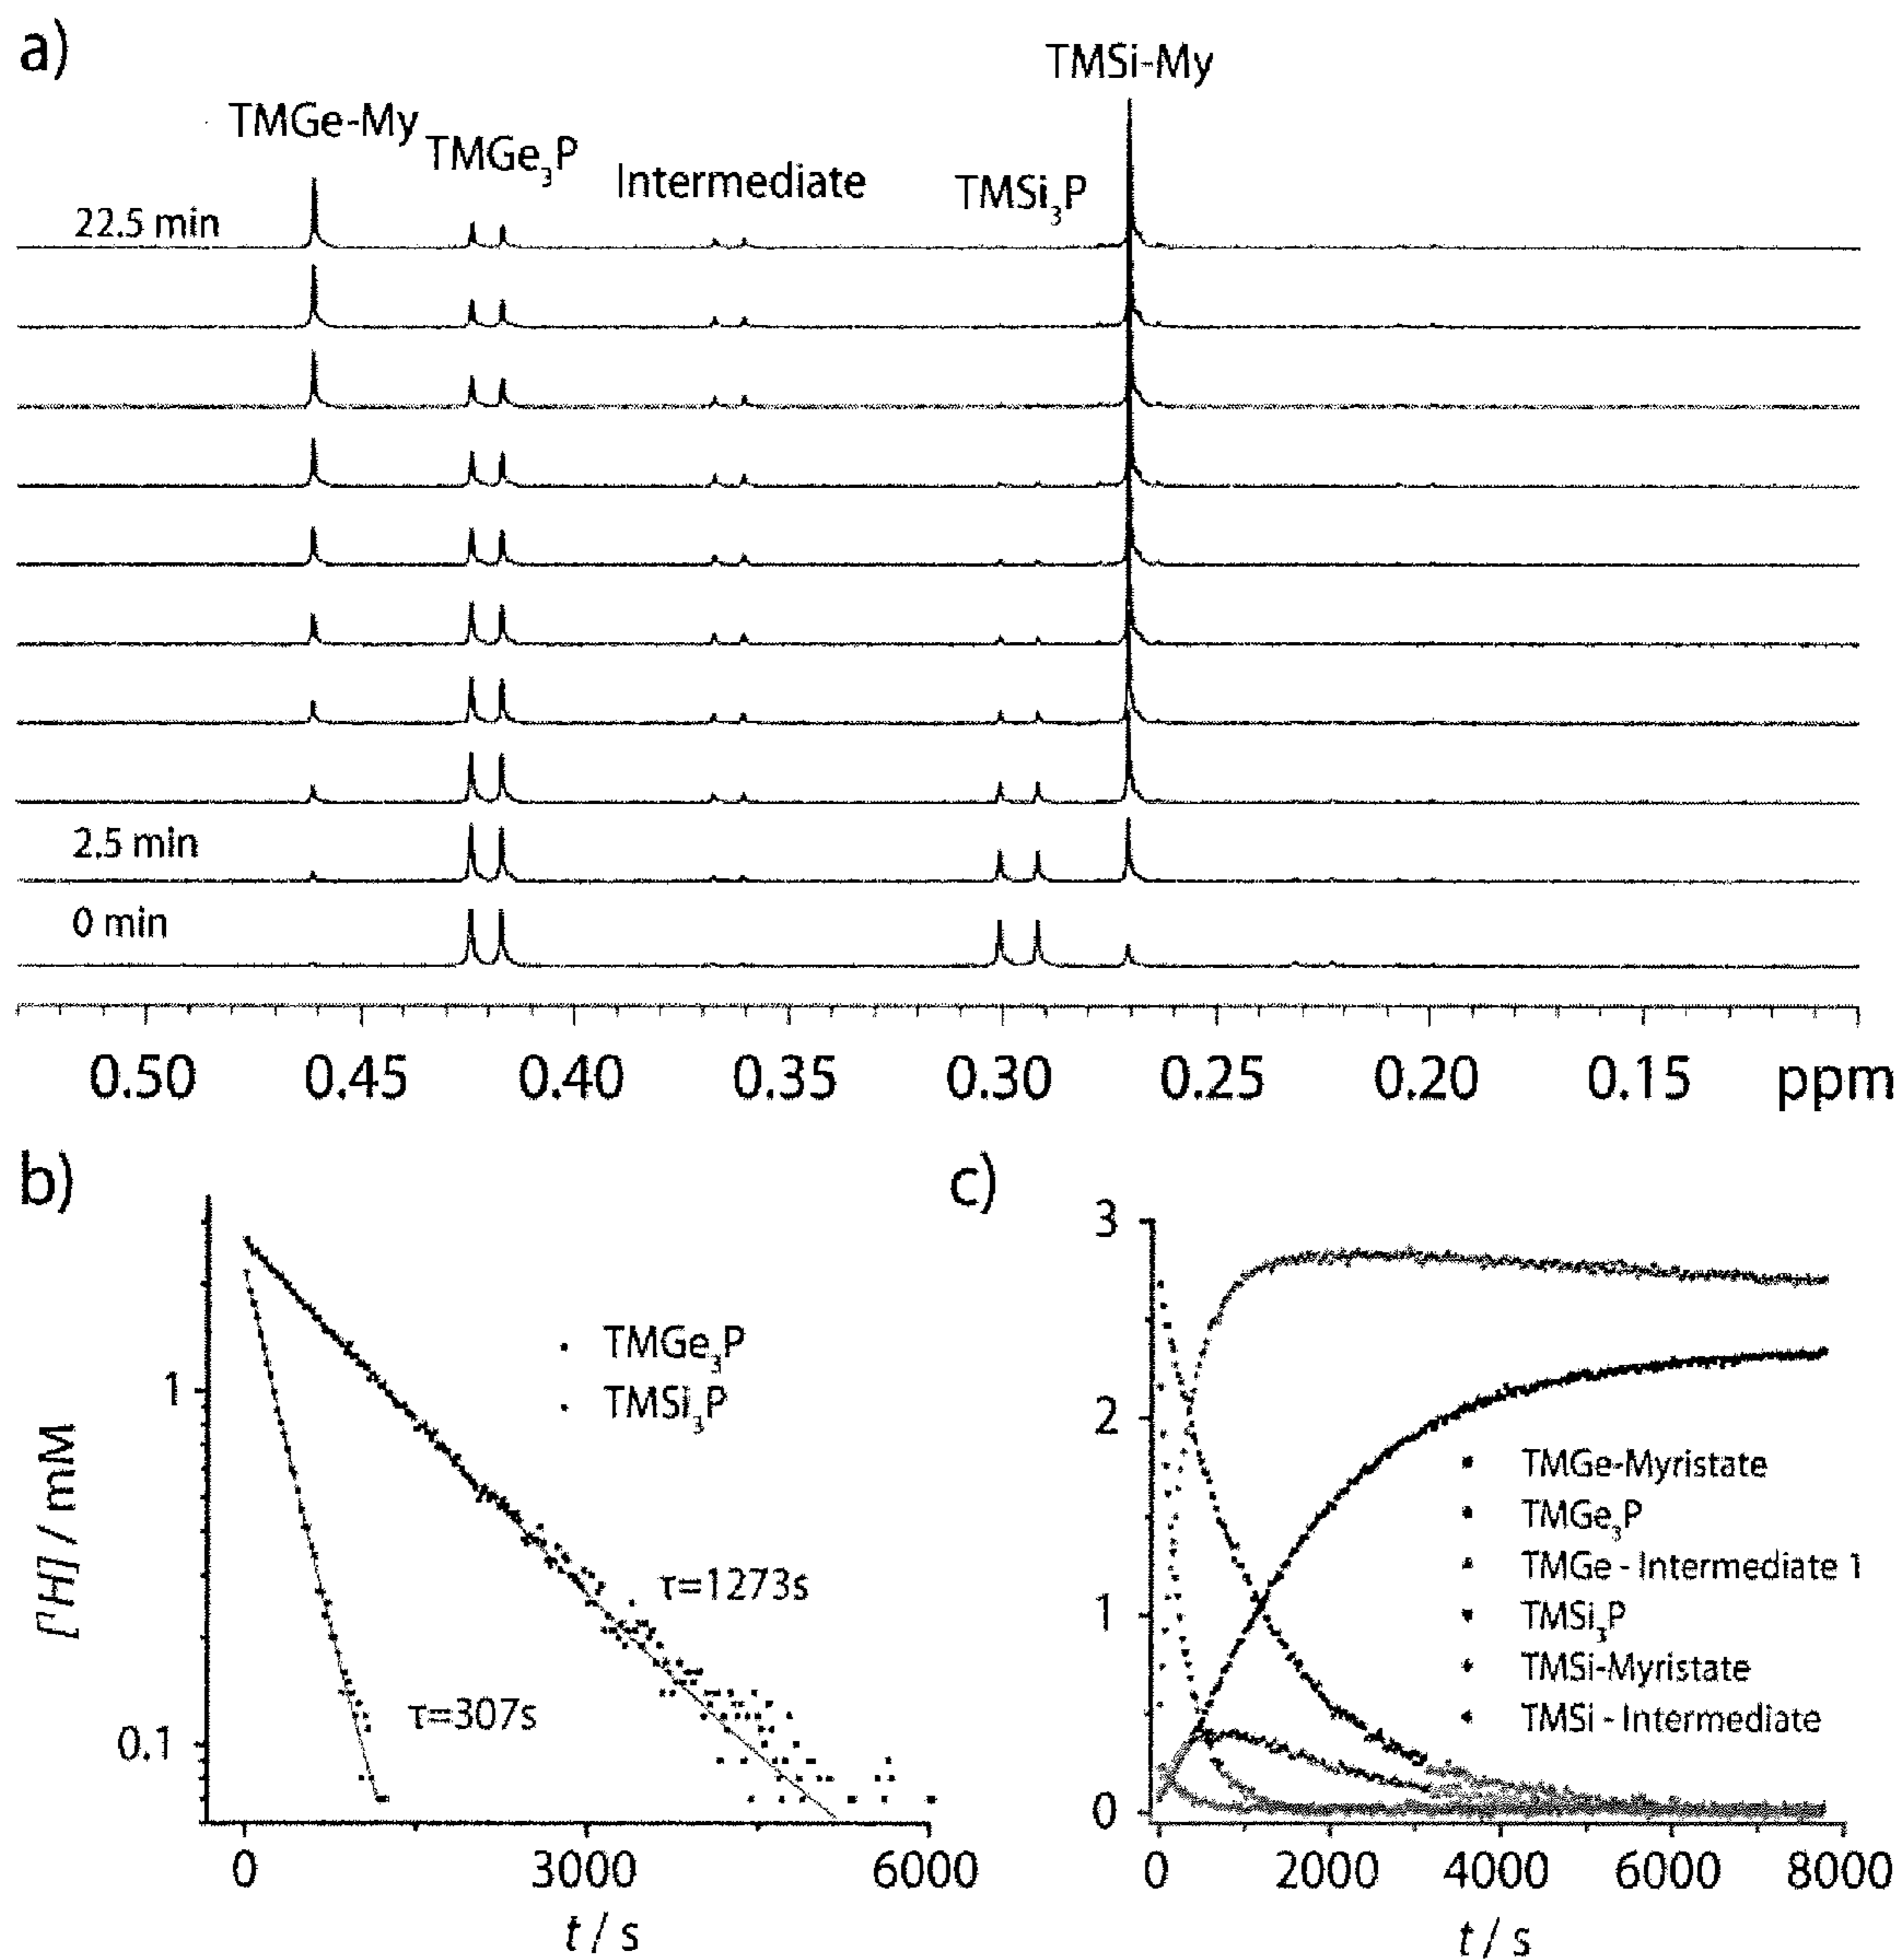 a)
TMSi-My
TMGe-My
TMGe₃P
Intermediate
TMSi₃P
22.5 min
2.5 min
0 min
0.50 0.45 0.40 0.35 0.30 0.25 0.20 0.15 ppm
b)
[H] / mM
1
0.1
TMGe₃P
TMSi₃P
τ=1273s
τ=307s
0 3000 6000
t / s
c)
3
2
1
0
TMGe-Myristate
TMGe₃P
TMGe - Intermediate 1
TMSi₃P
TMSi-Myristate
TMSi - Intermediate
0 2000 4000 6000 8000
t / s